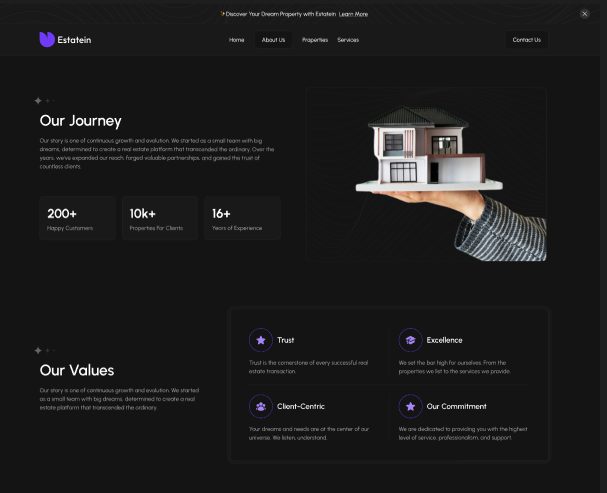 ✨Discover Your Dream Property with Estatein Learn More
Estatein
Home
About Us
Properties
Services
Contact Us
Our Journey
Our story is one of continuous growth and evolution. We started as a small team with big
dreams, determined to create a real estate platform that transcended the ordinary. Over the
years, we've expanded our reach, forged valuable partnerships, and gained the trust of
countless clients.
200+
Happy Customers
10k+
Properties For Clients
16+
Years of Experience
Our Values
Our story is one of continuous growth and evolution. We started
as a small team with big dreams, determined to create a real
estate platform that transcended the ordinary.
Trust
Trust is the cornerstone of every successful real
estate transaction.
Excellence
We set the bar high for ourselves. From the
properties we list to the services we provide.
Client-Centric
Your dreams and needs are at the center of our
universe. We listen, understand.
Our Commitment
We are dedicated to providing you with the highest
level of service, professionalism, and support.